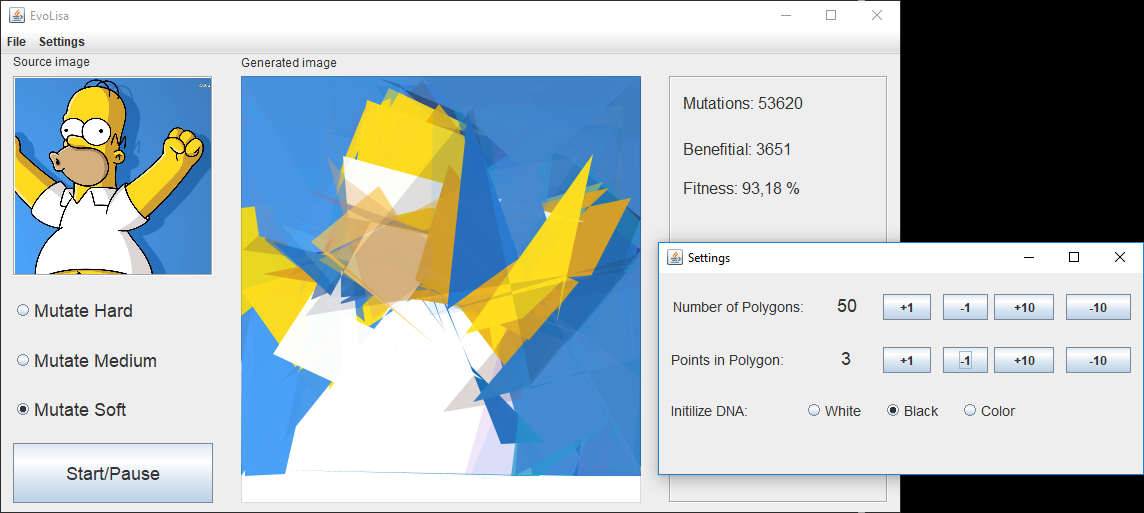 EvoLisa
File Settings
Source image
Generated image
Mutations: 53620
Benefitial: 3651
Fitness: 93,18 %
Mutate Hard
Mutate Medium
Mutate Soft
Start/Pause
Settings
Number of Polygons: 50 +1 -1 +10 -10
Points in Polygon: 3 +1 -1 +10 -10
Initilize DNA: White Black Color